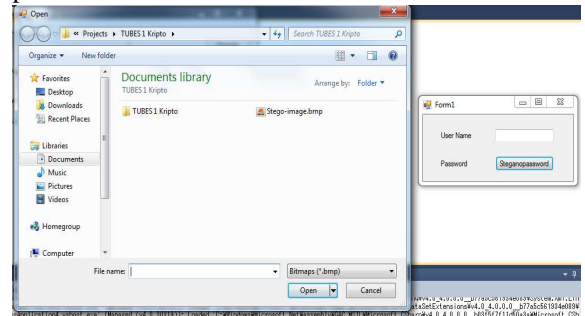 Open
« Projects ▸ TUBES 1 Kripto ▸
Search TUBES 1 Kripto
Organize ▾ New folder
Favorites
Desktop
Downloads
Recent Places
Libraries
Documents
Music
Pictures
Videos
Homegroup
Computer
Documents library
TUBES 1 Kripto
Arrange by: Folder ▾
TUBES 1 Kripto
Stego-image.bmp
File name:
Bitmaps (*.bmp)
Open
Cancel
Form1
User Name
Password
Steganopassword